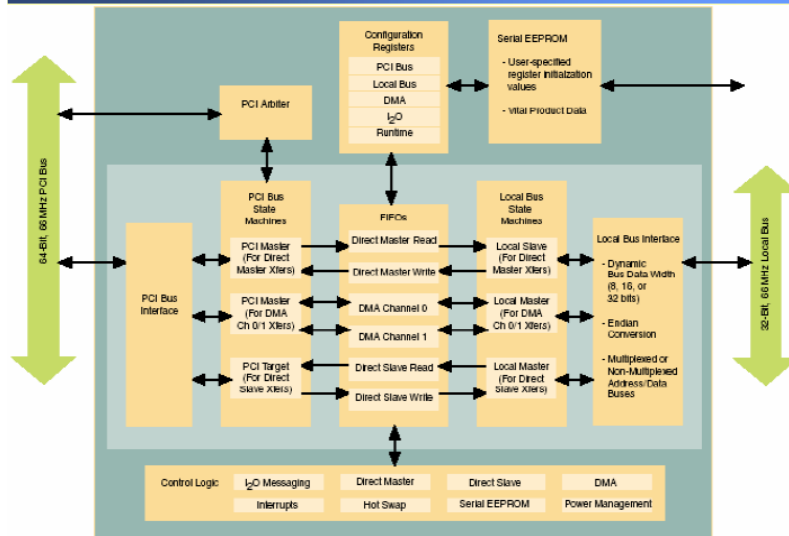 Configuration
Registers
PCI Bus
Local Bus
DMA
I2O
Runtime
Serial EEPROM
- User-specified
register initialization
values
- Vital Product Data
PCI Arbiter
64-Bit, 66MHz PCI Bus
PCI Bus
Interface
PCI Bus
State
Machines
PCI Master
(For Direct
Master Xfers)
PCI Master
(For DMA
Ch 0/1 Xfers)
PCI Target
(For Direct
Slave Xfers)
FIFOs
Direct Master Read
Direct Master Write
DMA Channel 0
DMA Channel 1
Direct Slave Read
Direct Slave Write
Local Bus
State
Machines
Local Slave
(For Direct
Master Xfers)
Local Master
(For DMA
Ch 0/1 Xfers)
Local Master
(For Direct
Slave Xfers)
Local Bus Interface
- Dynamic
Bus Data Width
(8, 16, or
32 bits)
- Endian
Conversion
- Multiplexed or
Non-Multiplexed
Address/Data
Buses
32-Bit, 66MHz Local Bus
Control Logic
I2O Messaging
Direct Master
Direct Slave
DMA
Interrupts
Hot Swap
Serial EEPROM
Power Management